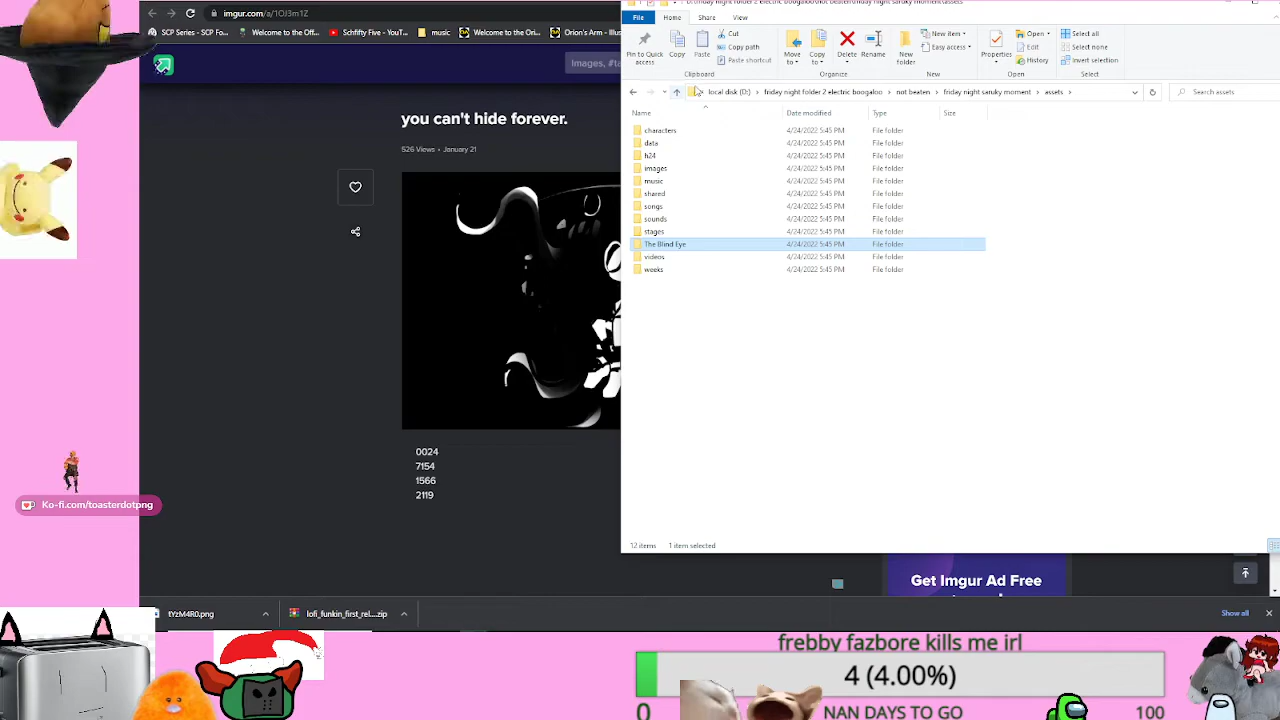 imgur.com/a/1OJ3m1Z
SCP Series - SCP F...
Welcome to the Off...
Scriffity Five - YouT...
music
Welcome to the Ori...
Orion's Arm - Illustr...
Images, #ta
you can't hide forever.
526 Views • January 21
0024
7154
1566
2119
File Home Share View
Pin to Quick access
Copy
Paste
Cut
Copy path
Paste shortcut
Clipboard
Move to
Copy to
Delete
Rename
Organize
New folder
New item
Easy access
New
Properties
Open
Edit
History
Open
Select all
Select none
Invert selection
Select
local disk (D:) > friday night folder 2 electric boogaloo > not beaten > friday night saruky moment > assets >
Search assets
Name Date modified Type Size
characters 4/24/2022 5:45 PM File folder
data 4/24/2022 5:45 PM File folder
h24 4/24/2022 5:45 PM File folder
images 4/24/2022 5:45 PM File folder
music 4/24/2022 5:45 PM File folder
shared 4/24/2022 5:45 PM File folder
songs 4/24/2022 5:45 PM File folder
sounds 4/24/2022 5:45 PM File folder
stages 4/24/2022 5:45 PM File folder
The Blind Eye 4/24/2022 5:45 PM File folder
videos 4/24/2022 5:45 PM File folder
weeks 4/24/2022 5:45 PM File folder
12 items 1 item selected
Ko-fi.com/toasterdotpng
Get Imgur Ad Free
tYzM4R0.png
lofi_funkin_first_rel....zip
Show all
frebby fazbore kills me irl
4 (4.00%)
0 NAN DAYS TO GO 100